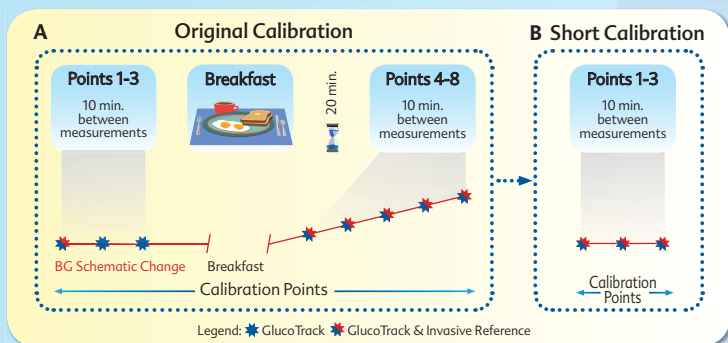 A Original Calibration
Points 1-3
10 min.
between
measurements
Breakfast
20 min.
Points 4-8
10 min.
between
measurements
BG Schematic Change
Breakfast
Calibration Points
B Short Calibration
Points 1-3
10 min.
between
measurements
Calibration
Points
Legend: GlucoTrack GlucoTrack & Invasive Reference